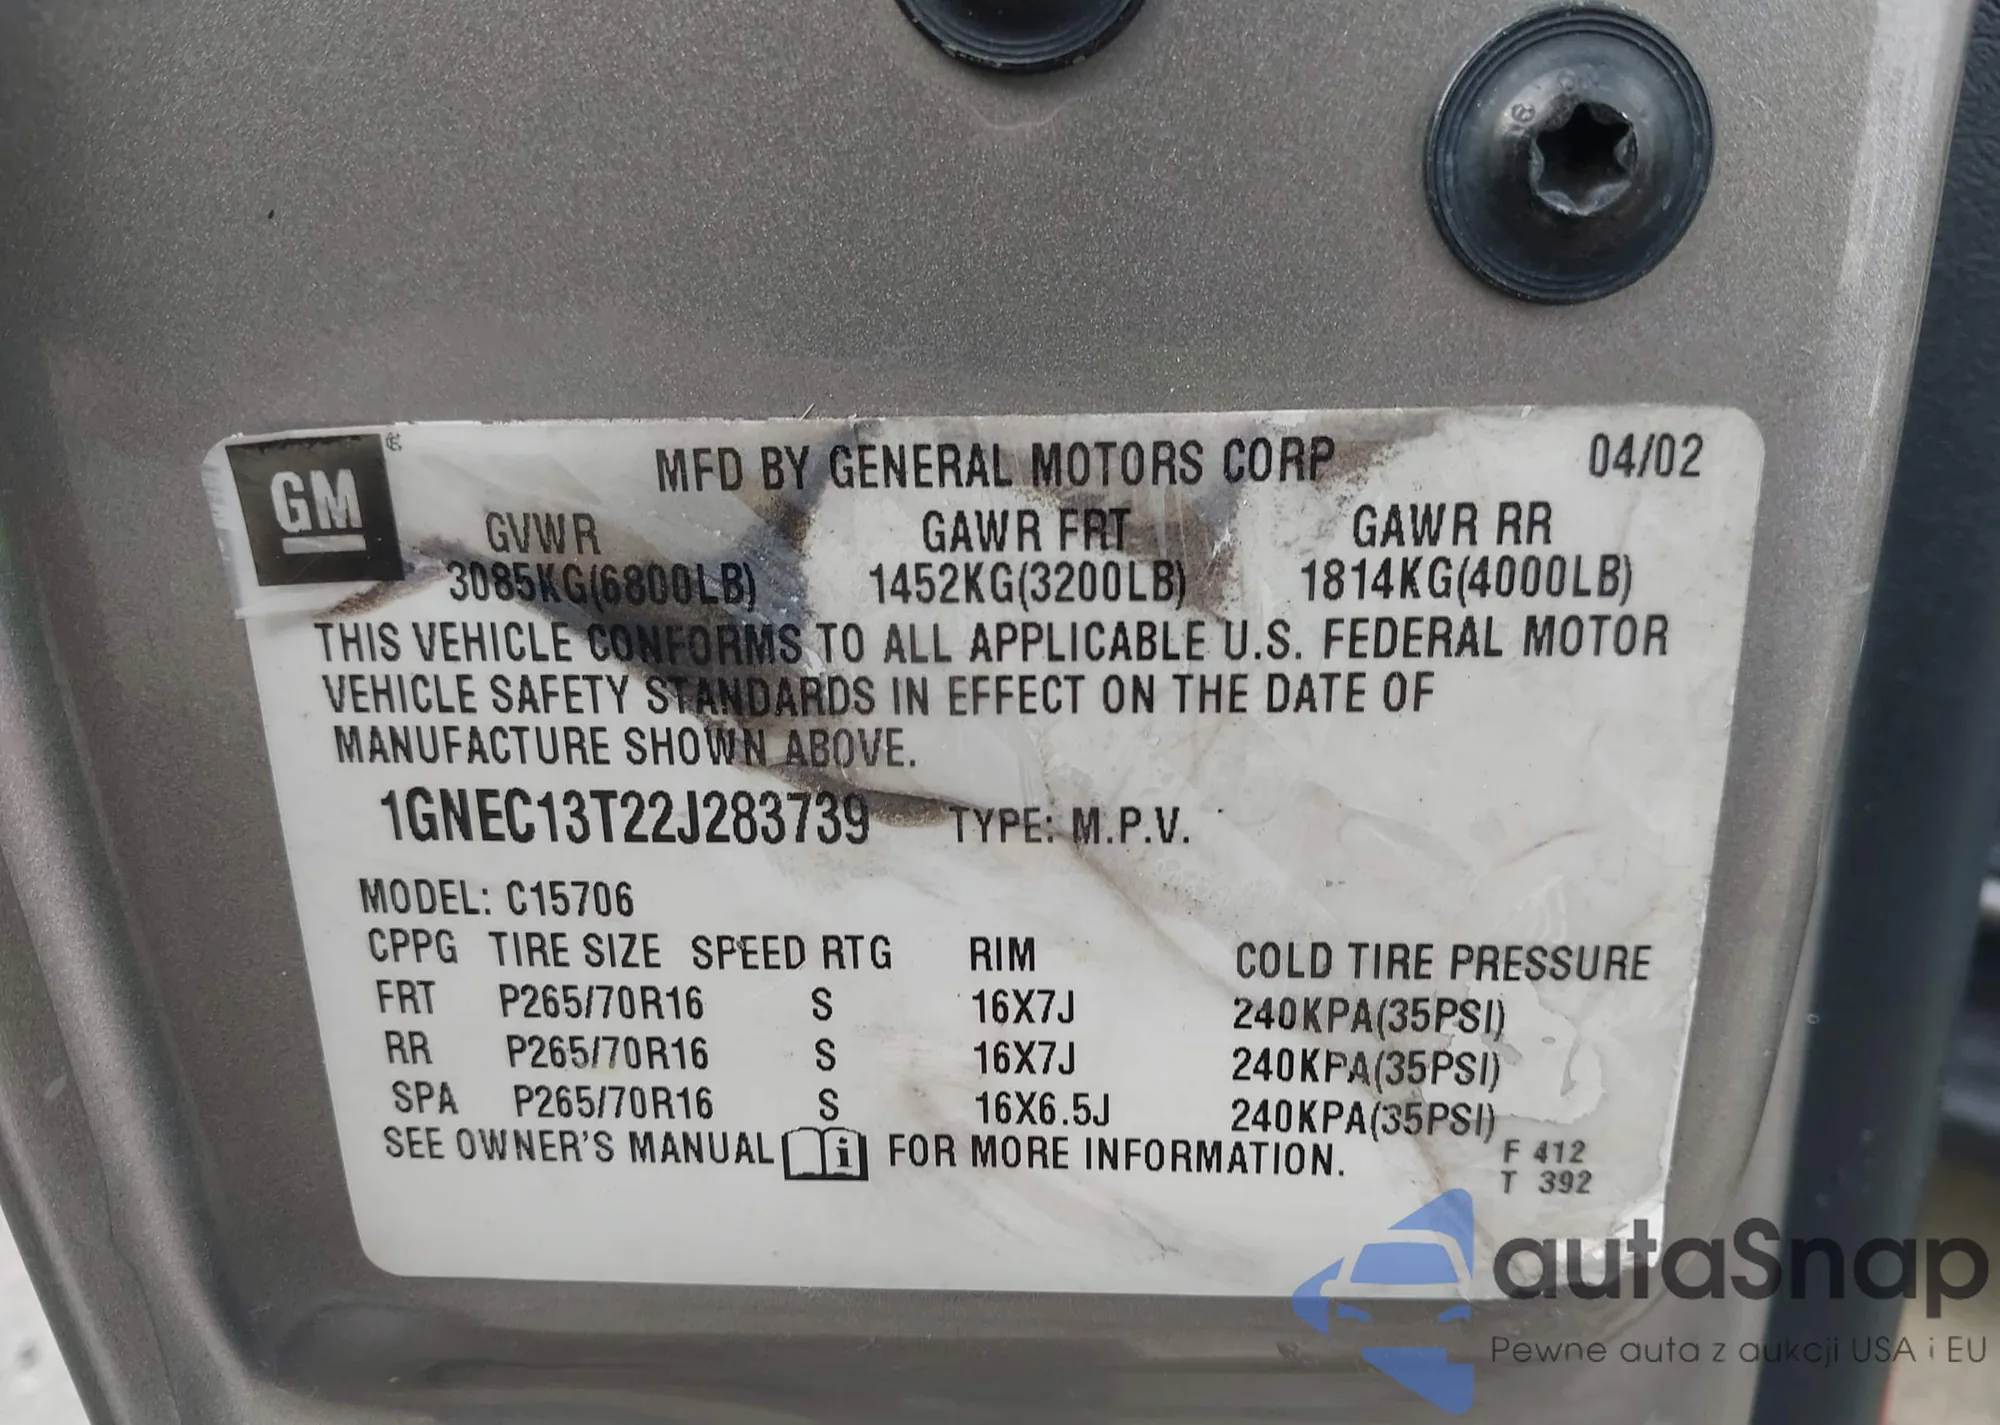 GM
MFD BY GENERAL MOTORS CORP 04/02
GVWR GAWR FRT GAWR RR
3085KG(6800LB) 1452KG(3200LB) 1814KG(4000LB)
THIS VEHICLE CONFORMS TO ALL APPLICABLE U.S. FEDERAL MOTOR
VEHICLE SAFETY STANDARDS IN EFFECT ON THE DATE OF
MANUFACTURE SHOWN ABOVE.
1GNEC13T22J283739 TYPE: M.P.V.
MODEL: C15706
CPPG TIRE SIZE SPEED RTG RIM COLD TIRE PRESSURE
FRT P265/70R16 S 16X7J 240KPA(35PSI)
RR P265/70R16 S 16X7J 240KPA(35PSI)
SPA P265/70R16 S 16X6.5J 240KPA(35PSI)
SEE OWNER'S MANUAL i FOR MORE INFORMATION.
F 412
T 392
autaSnap
Pewne auta z aukcji USA i EU